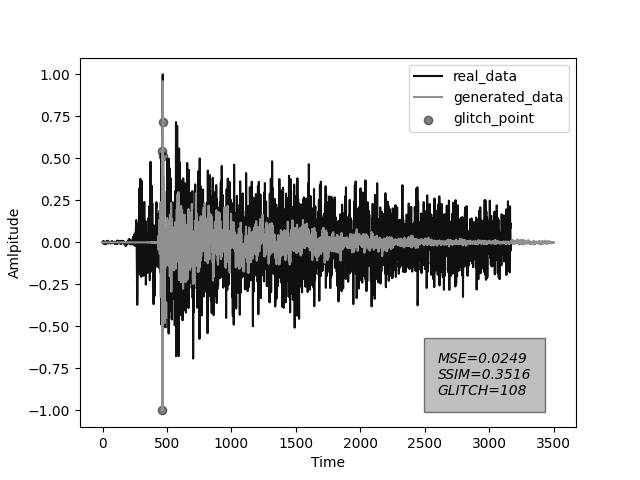 1.00
0.75
0.50
0.25
0.00
−0.25
−0.50
−0.75
−1.00
Amlpitude
real_data
generated_data
glitch_point
MSE=0.0249
SSIM=0.3516
GLITCH=108
0 500 1000 1500 2000 2500 3000 3500
Time